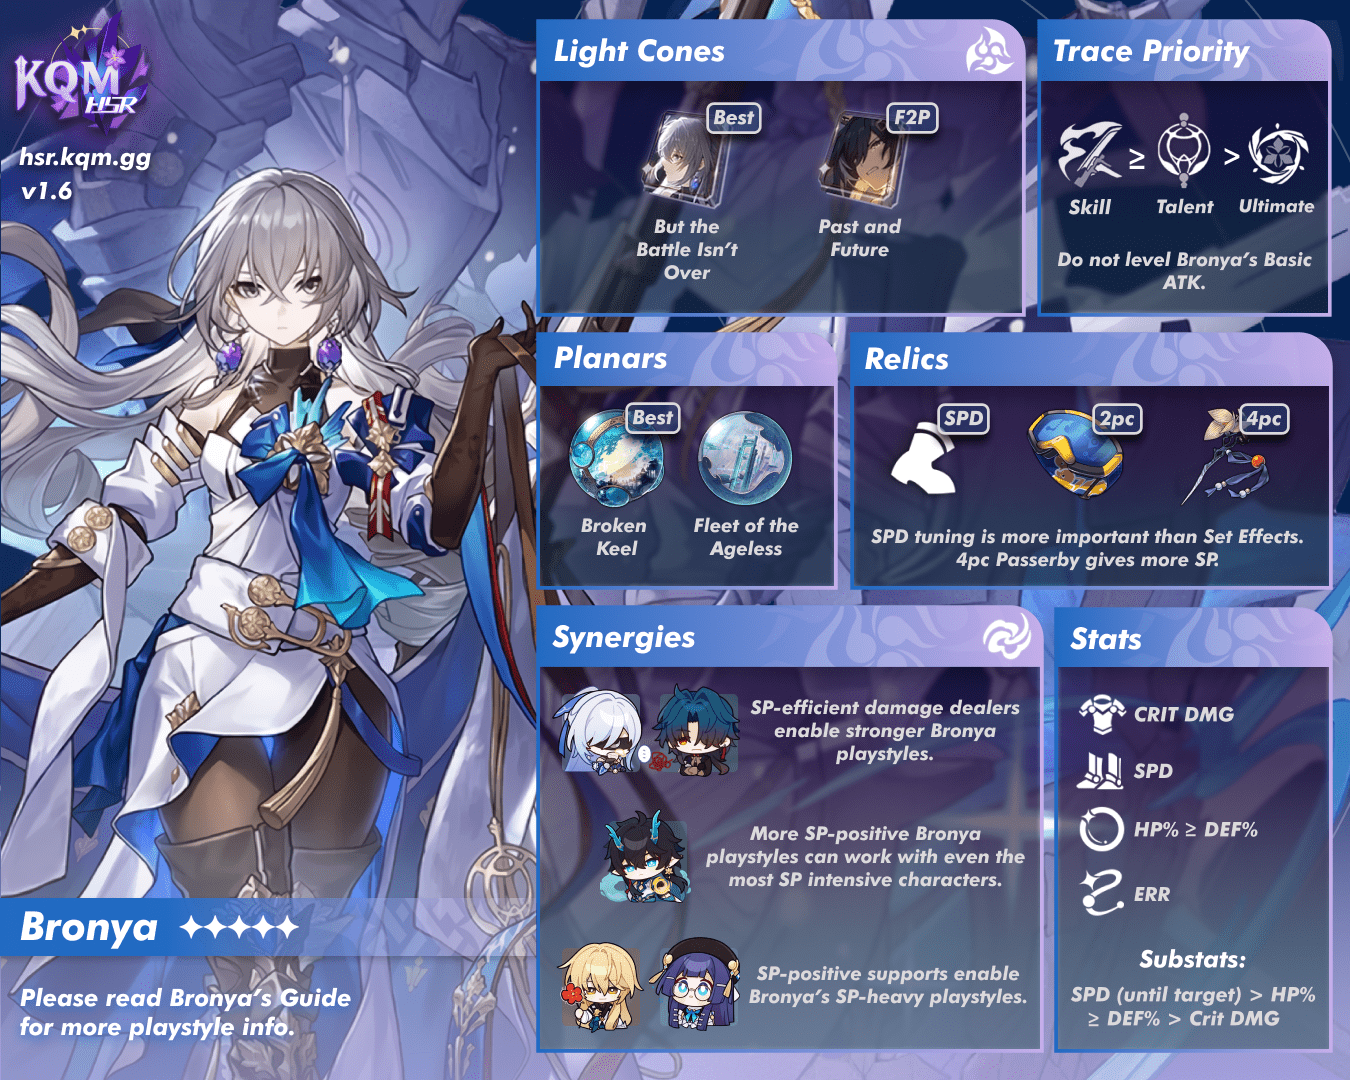 KQM
HSR
hsr.kqm.gg
v1.6
Bronya
Please read Bronya's Guide
for more playstyle info.
Light Cones
Best
But the
Battle Isn't
Over
F2P
Past and
Future
Trace Priority
≥
>
Skill
Talent
Ultimate
Do not level Bronya's Basic
ATK.
Planars
Best
Broken
Keel
Fleet of the
Ageless
Relics
SPD
2pc
4pc
SPD tuning is more important than Set Effects.
4pc Passerby gives more SP.
Synergies
SP-efficient damage dealers
enable stronger Bronya
playstyles.
More SP-positive Bronya
playstyles can work with even the
most SP intensive characters.
SP-positive supports enable
Bronya's SP-heavy playstyles.
Stats
CRIT DMG
SPD
HP% ≥ DEF%
ERR
Substats:
SPD (until target) > HP%
≥ DEF% > Crit DMG